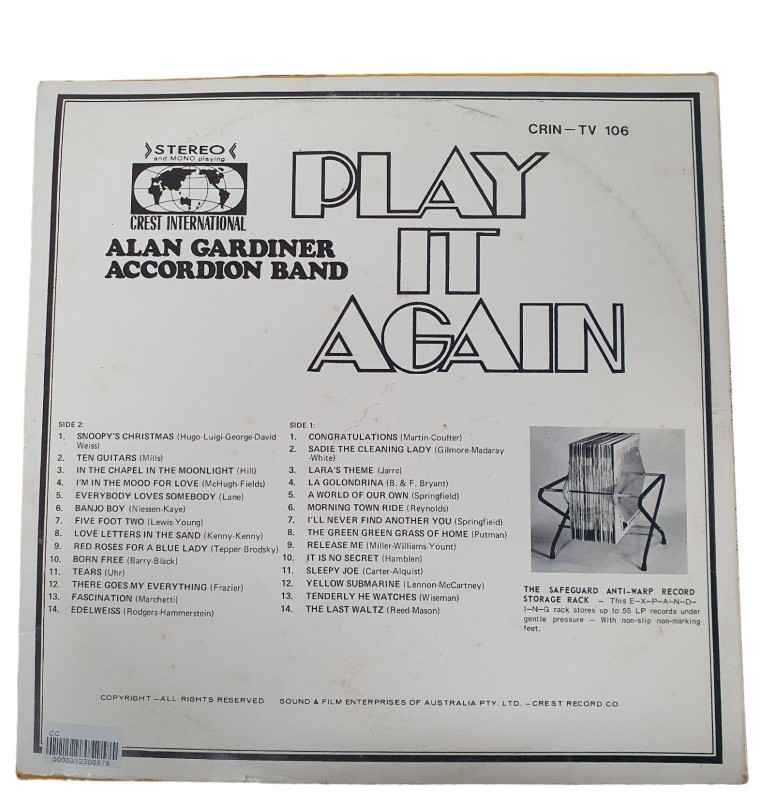 CRIN—TV 106
STEREO
and MONO playing
CREST INTERNATIONAL
ALAN GARDINER
ACCORDION BAND
PLAY
IT
AGAIN
SIDE 2:
1. SNOOPY'S CHRISTMAS (Hugo-Luigi-George-David
Weiss)
2. TEN GUITARS (Mills)
3. IN THE CHAPEL IN THE MOONLIGHT (Hill)
4. I'M IN THE MOOD FOR LOVE (McHugh-Fields)
5. EVERYBODY LOVES SOMEBODY (Lane)
6. BANJO BOY (Niessen-Kaye)
7. FIVE FOOT TWO (Lewis-Young)
8. LOVE LETTERS IN THE SAND (Kenny-Kenny)
9. RED ROSES FOR A BLUE LADY (Tepper-Brodsky)
10. BORN FREE (Barry-Black)
11. TEARS (Uhr)
12. THERE GOES MY EVERYTHING (Frazier)
13. FASCINATION (Marchetti)
14. EDELWEISS (Rodgers-Hammerstein)
SIDE 1:
1. CONGRATULATIONS (Martin-Coulter)
2. SADIE THE CLEANING LADY (Gilmore-Madaray
-White)
3. LARA'S THEME (Jarre)
4. LA GOLONDRINA (B. & F. Bryant)
5. A WORLD OF OUR OWN (Springfield)
6. MORNING TOWN RIDE (Reynolds)
7. I'LL NEVER FIND ANOTHER YOU (Springfield)
8. THE GREEN GREEN GRASS OF HOME (Putman)
9. RELEASE ME (Miller-Williams-Yount)
10. IT IS NO SECRET (Hamblen)
11. SLEEPY JOE (Carter-Alquist)
12. YELLOW SUBMARINE (Lennon-McCartney)
13. TENDERLY HE WATCHES (Wiseman)
14. THE LAST WALTZ (Reed-Mason)
THE SAFEGUARD ANTI-WARP RECORD
STORAGE RACK — This E-X-P-A-N-D-
I-N-G rack stores up to 55 LP records under
gentle pressure — With non-slip non-marking
feet.
COPYRIGHT—ALL RIGHTS RESERVED SOUND & FILM ENTERPRISES OF AUSTRALIA PTY. LTD.—CREST RECORD CO.
CG
0000312306878